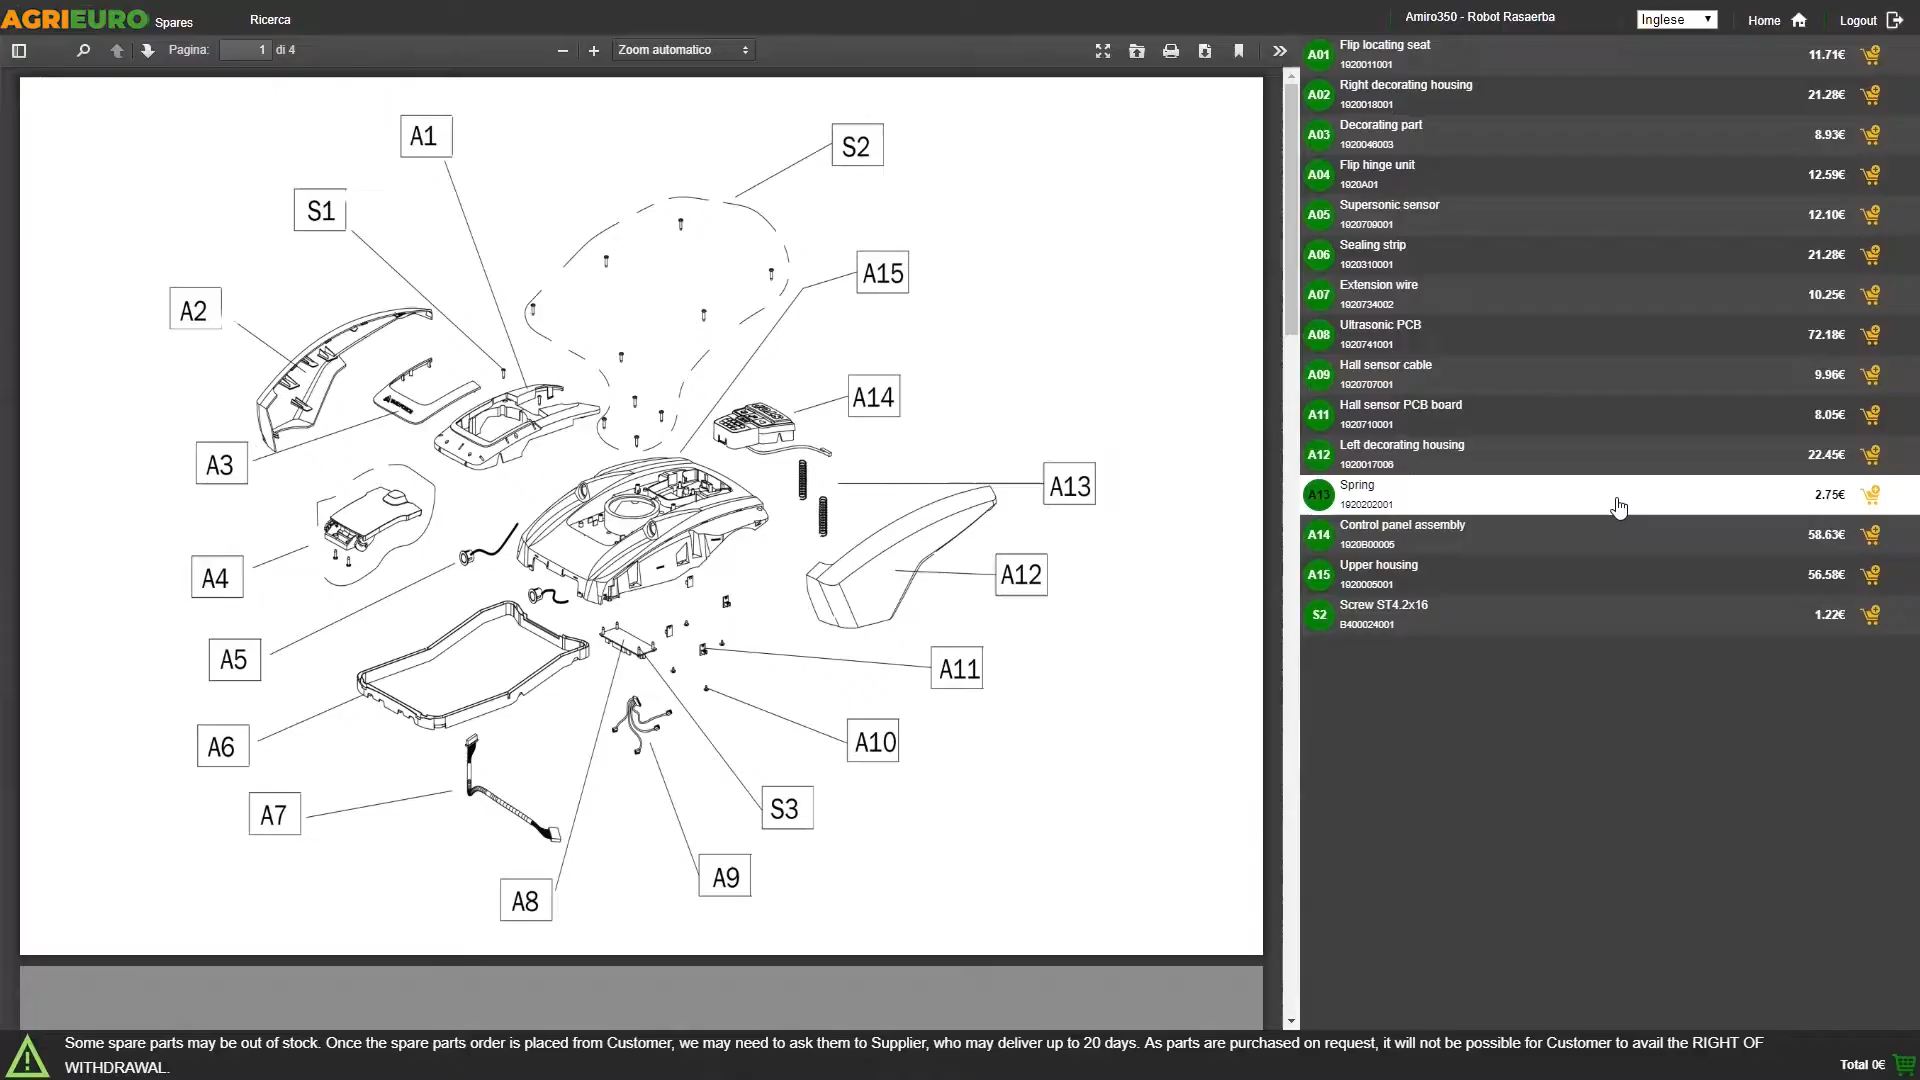 AGRIEURO Spares
Ricerca
Amiro350 - Robot Rasaerba
Inglese
Home
Logout
Pagina: 1 di 4
Zoom automatico
A1
S2
S1
A15
A2
A14
A3
A13
A4
A12
A5
A11
A6
A10
A7
S3
A9
A8
A01 Flip locating seat 11.71€
1920011001
A02 Right decorating housing 21.28€
1920018001
A03 Decorating part 8.93€
1920046003
A04 Flip hinge unit 12.59€
1920A01
A05 Supersonic sensor 12.10€
1920709001
A06 Sealing strip 21.28€
1920310001
A07 Extension wire 10.25€
1920734002
A08 Ultrasonic PCB 72.18€
1920741001
A09 Hall sensor cable 9.96€
1920707001
A11 Hall sensor PCB board 8.05€
1920710001
A12 Left decorating housing 22.45€
1920017006
A13 Spring 2.75€
1920202001
A14 Control panel assembly 58.63€
1920B00005
A15 Upper housing 56.58€
1920005001
S2 Screw ST4.2x16 1.22€
B400024001
Some spare parts may be out of stock. Once the spare parts order is placed from Customer, we may need to ask them to Supplier, who may deliver up to 20 days. As parts are purchased on request, it will not be possible for Customer to avail the RIGHT OF
WITHDRAWAL.
Total 0€